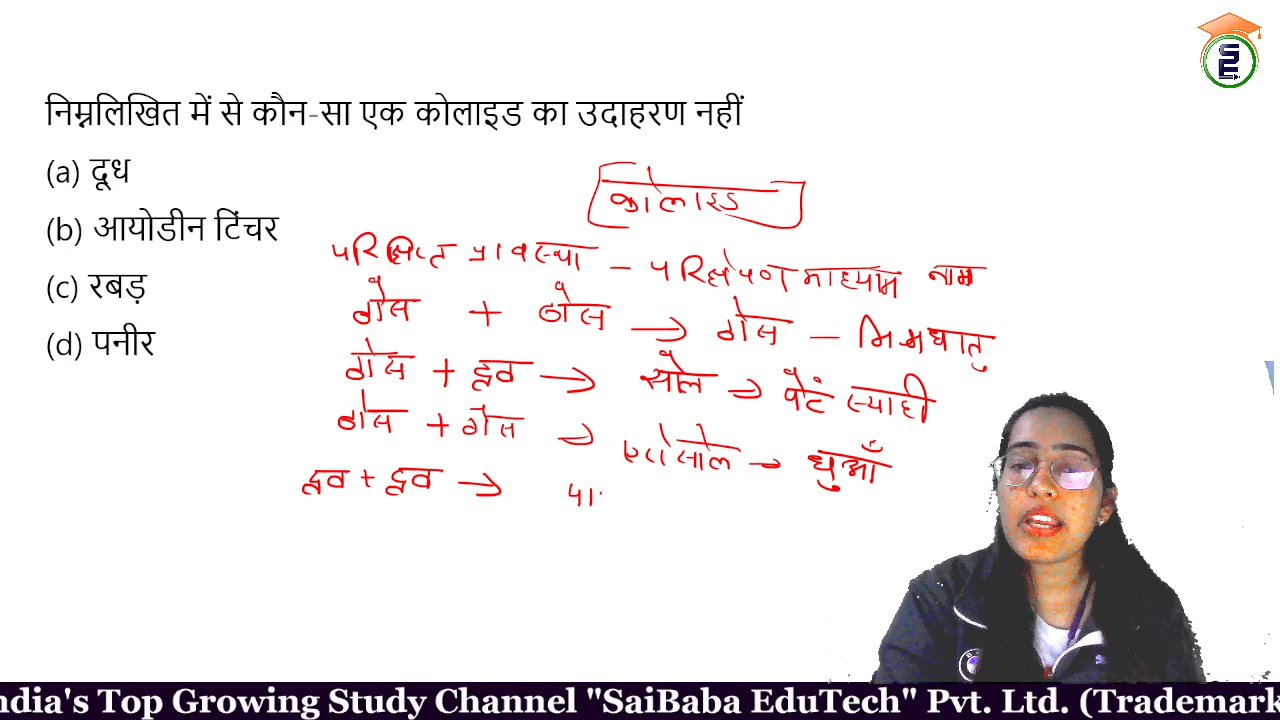 निम्नलिखित में से कौन-सा एक कोलाइड का उदाहरण नहीं
(a) दूध
(b) आयोडीन टिंचर
(c) रबड़
(d) पनीर
कोलाइड
परिक्षिप्त प्रावस्था – परिक्षेपण माध्यम नाम
ठोस + ठोस → ठोस – मिश्रधातु
ठोस + द्रव → सोल → पेंट स्याही
ठोस + गैस → एरोसोल → धुआँ
द्रव + द्रव → पा
ndia's Top Growing Study Channel "SaiBaba EduTech" Pvt. Ltd. (Trademark